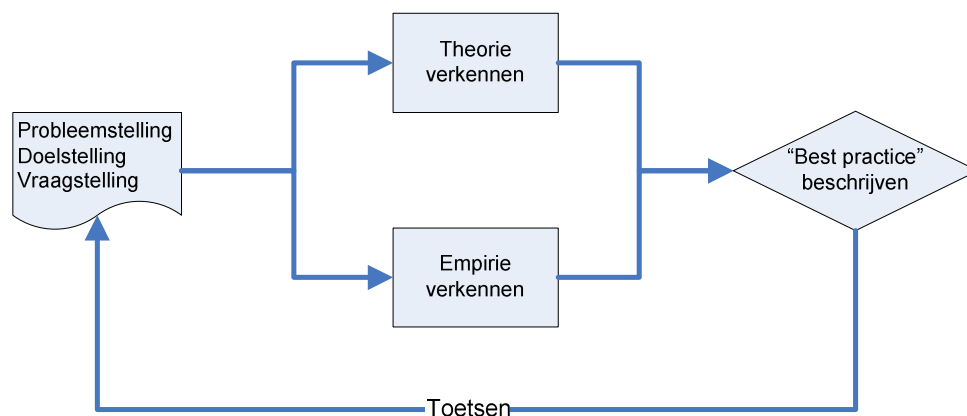 Probleemstelling
Doelstelling
Vraagstelling
Theorie
verkennen
Empirie
verkennen
“Best practice”
beschrijven
Toetsen